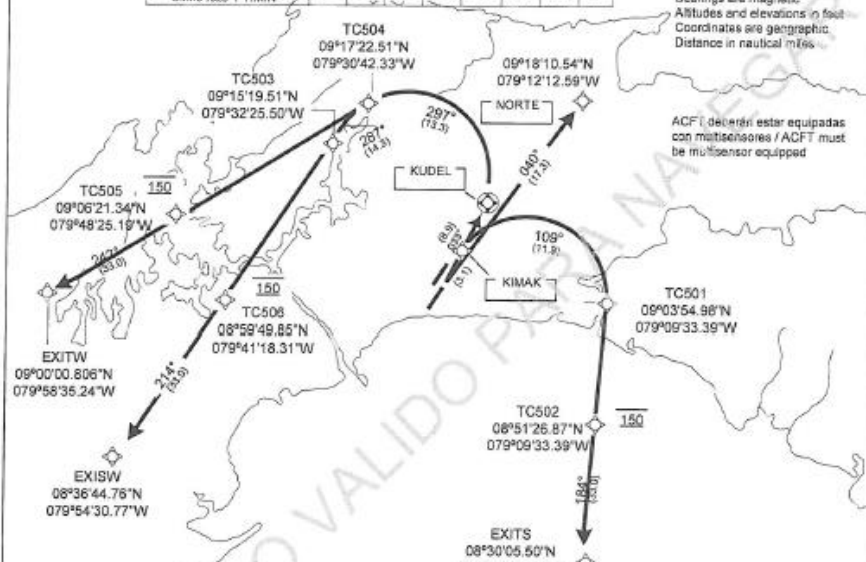 Altitudes and elevations in feet
Coordinates are gengraphic
Distance in nautical miles
TC504
09°17'22.51"N
079°30'42.33"W
TC503
09°15'19.51"N
079°32'25.50"W
09°18'10.54"N
079°12'12.59"W
NORTE
ACFT deberán estar equipadas
con multisensores / ACFT must
be multisensor equipped
297°
(13.3)
287°
(14.3)
040°
(17.3)
KUDEL
TC505
09°06'21.34"N
079°48'25.19"W
150
(8.9)
033°
109°
(3.1)
KIMAK
(33.0)
150
TC506
08°59'49.85"N
079°41'18.31"W
TC501
09°03'54.98"N
079°09'33.39"W
EXITW
09°00'00.806"N
079°58'35.24"W
214°
(33.0)
TC502
08°51'26.87"N
079°09'33.39"W
150
184°
(33.0)
EXISW
08°36'44.76"N
079°54'30.77"W
EXITS
08°30'05.50"N
NO VALIDO PARA NAVEGAR